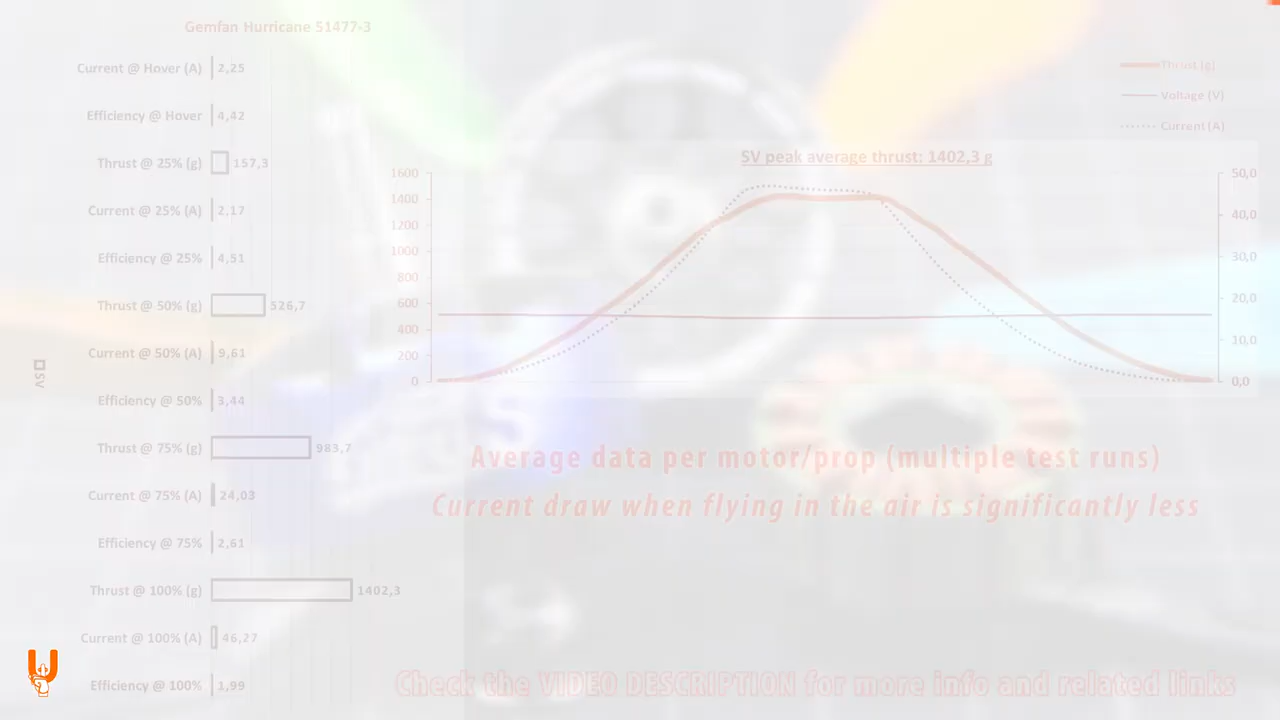 Gemfan Hurricane 51477-3
Current @ Hover (A) 2,25
Efficiency @ Hover 4,42
Thrust @ 25% (g) 157,3
Current @ 25% (A) 2,17
Efficiency @ 25% 4,51
Thrust @ 50% (g) 526,7
Current @ 50% (A) 9,61
Efficiency @ 50% 3,44
Thrust @ 75% (g) 983,7
Current @ 75% (A) 24,03
Efficiency @ 75% 2,61
Thrust @ 100% (g) 1402,3
Current @ 100% (A) 46,27
Efficiency @ 100% 1,99
5V
Thrust (g)
Voltage (V)
Current (A)
5V peak average thrust: 1402,3 g
1600 50,0
1400 40,0
1200
1000 30,0
800
600 20,0
400 10,0
200
0 0,0
Average data per motor/prop (multiple test runs)
Current draw when flying in the air is significantly less
Check the VIDEO DESCRIPTION for more info and related links